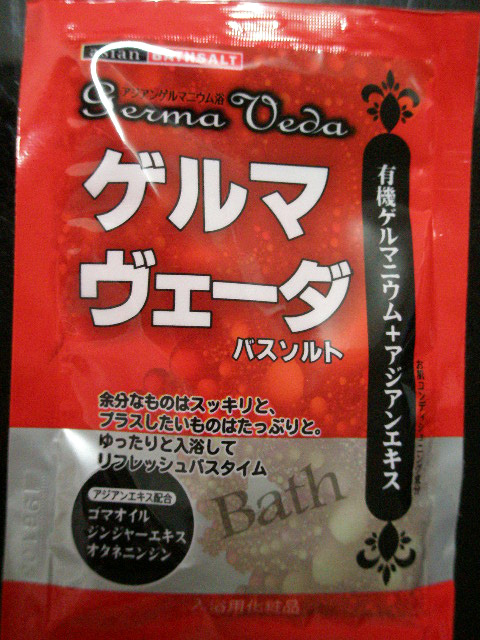 asian BATHSALT
アジアンゲルマニウム浴
Germa Veda
ゲルマ
ヴェーダ
バスソルト
有機ゲルマニウム+アジアンエキス
余分なものはスッキリと、
プラスしたいものはたっぷりと。
ゆったりと入浴して
リフレッシュバスタイム
Bath
アジアンエキス配合
ゴマオイル
ジンジャーエキス
オタネニンジン
入浴用化粧品